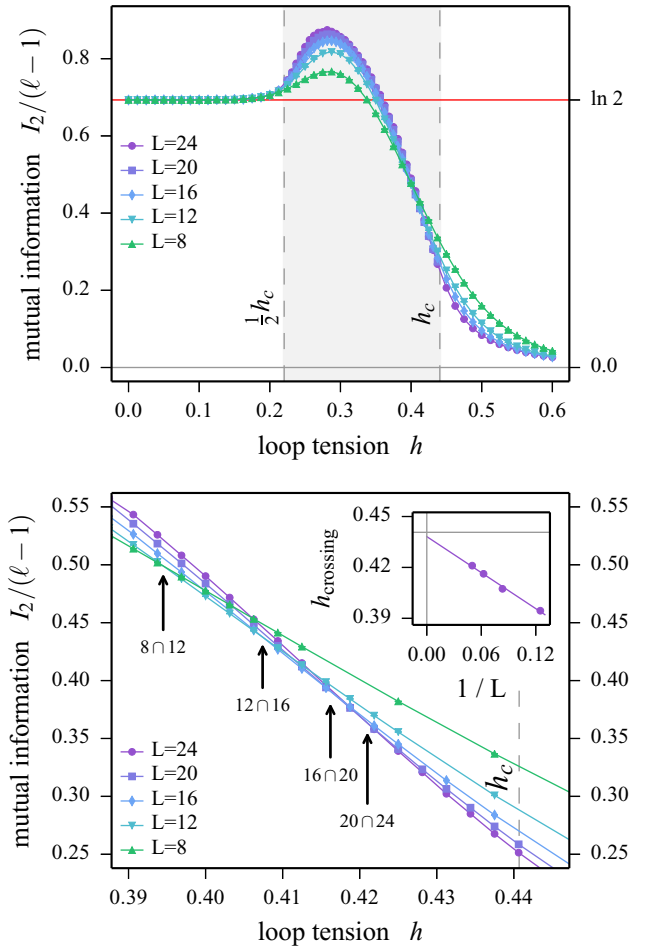 mutual information I₂/(ℓ − 1)
0.8
0.6
0.4
0.2
0.0
ln 2
0.0
L=24
L=20
L=16
L=12
L=8
½h_c
h_c
0.0 0.1 0.2 0.3 0.4 0.5 0.6
loop tension h
mutual information I₂/(ℓ − 1)
0.55 0.55
0.50 0.50
0.45 0.45
0.40 0.40
0.35 0.35
0.30 0.30
0.25 0.25
h_crossing
0.45
0.42
0.39
0.00 0.06 0.12
1 / L
8∩12
12∩16
16∩20
20∩24
h_c
L=24
L=20
L=16
L=12
L=8
0.39 0.40 0.41 0.42 0.43 0.44
loop tension h